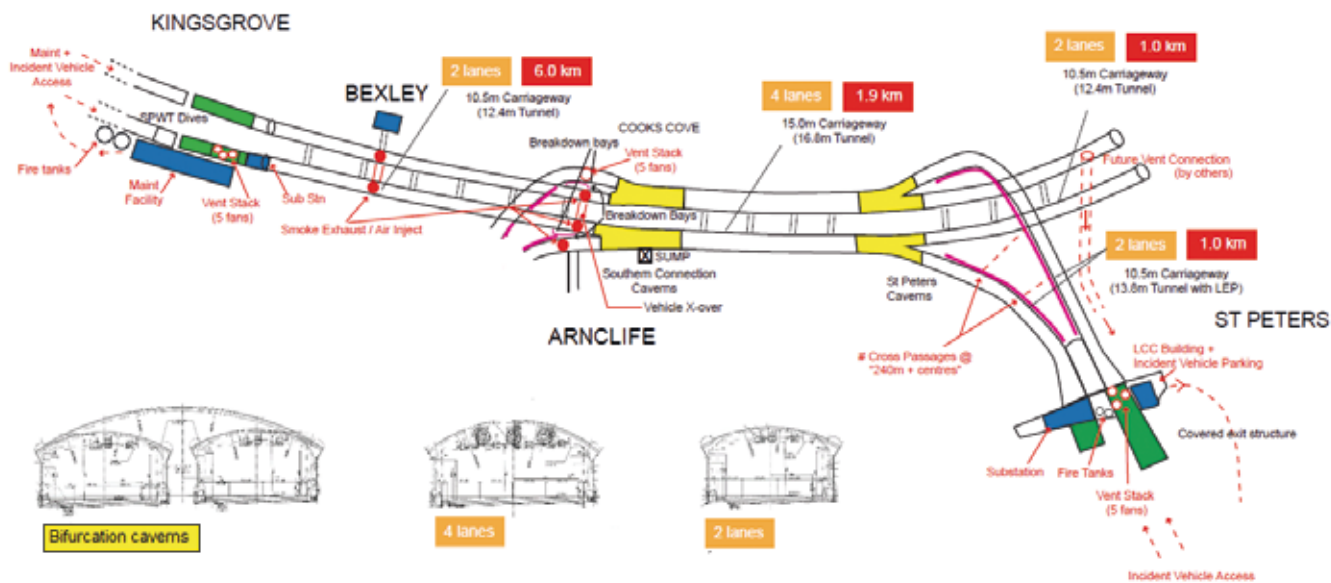 KINGSGROVE
Maint +
Incident Vehicle
Access
SPWT Dives
Fire tanks
Maint
Facility
Vent Stack
(5 fans)
Sub Stn
BEXLEY
2 lanes
6.0 km
10.5m Carriageway
(12.4m Tunnel)
Smoke Exhaust / Air Inject
COOKS COVE
Breakdown bays
Vent Stack
(5 fans)
Breakdown Bays
SUMP
Southern Connection
Caverns
Vehicle X-over
ARNCLIFE
4 lanes
1.9 km
15.0m Carriageway
(16.8m Tunnel)
St Peters
Caverns
2 lanes
1.0 km
10.5m Carriageway
(12.4m Tunnel)
Future Vent Connection
(by others)
2 lanes
1.0 km
10.5m Carriageway
(13.8m Tunnel with LEP)
# Cross Passages @
"240m + centres"
ST PETERS
LCC Building +
Incident Vehicle Parking
Covered exit structure
Substation
Fire Tanks
Vent Stack
(5 fans)
Incident Vehicle Access
Bifurcation caverns
4 lanes
2 lanes